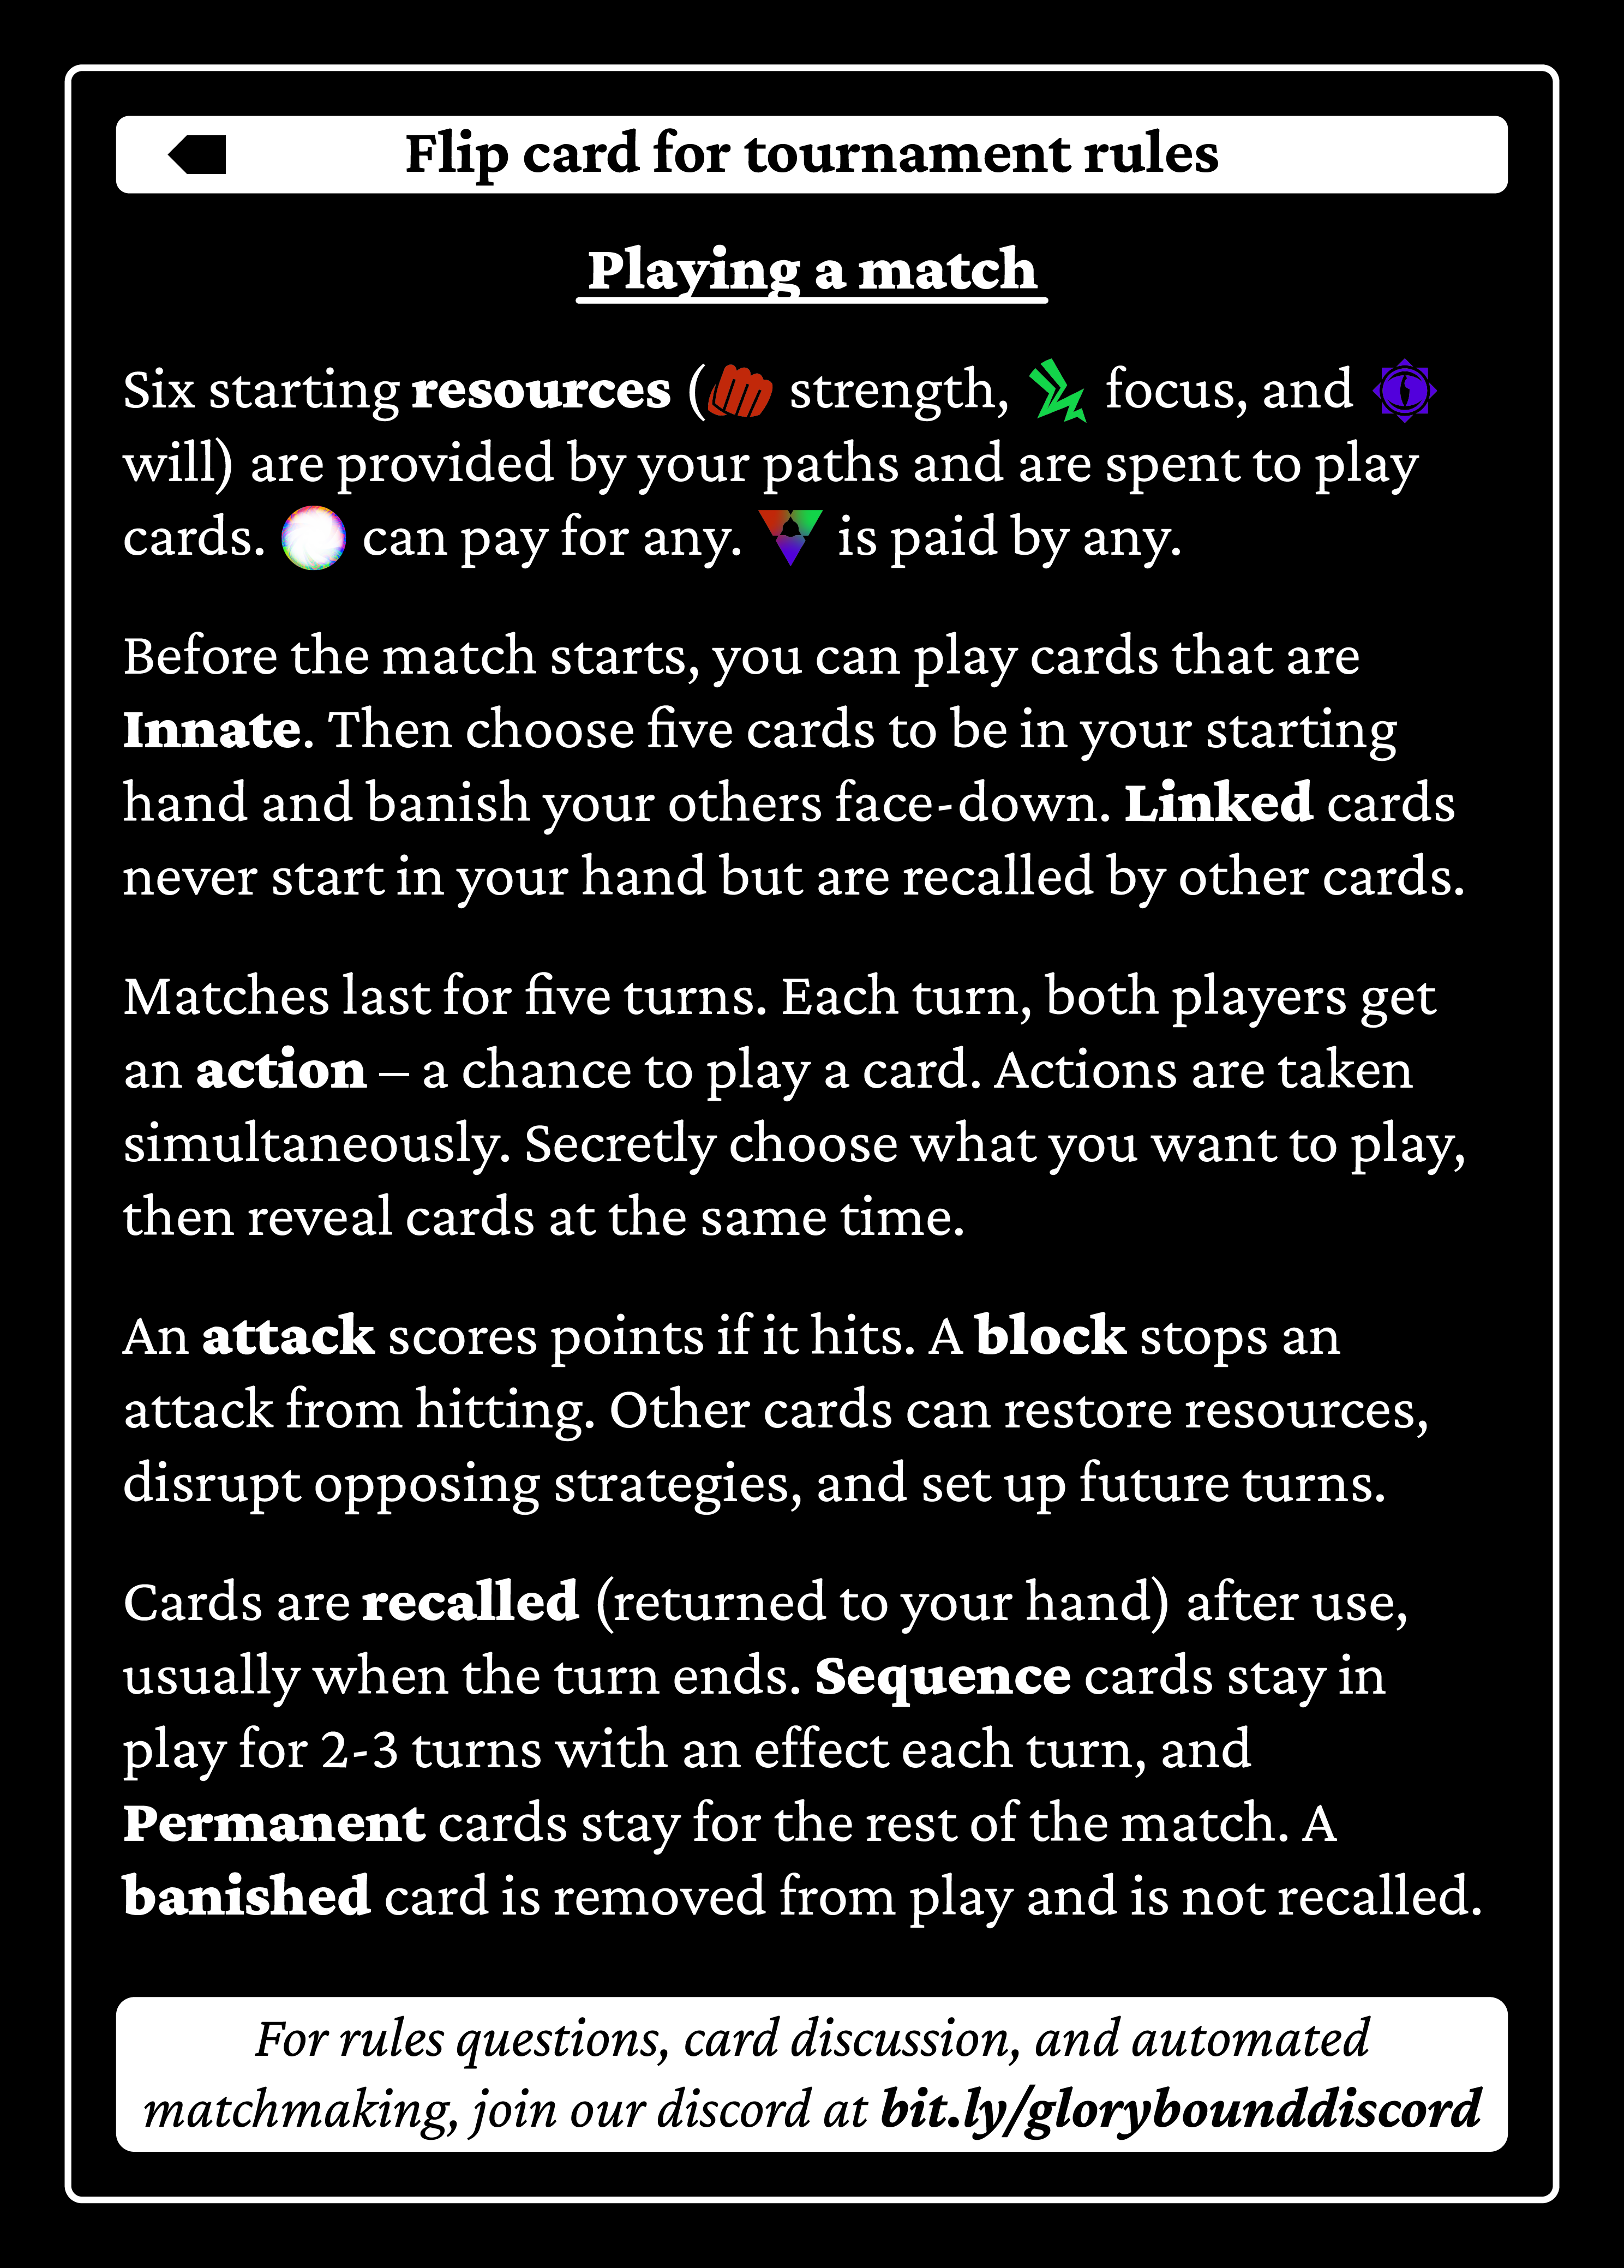 Flip card for tournament rules
Playing a match
Six starting resources ( strength, focus, and
will) are provided by your paths and are spent to play
cards. can pay for any. is paid by any.
Before the match starts, you can play cards that are
Innate. Then choose five cards to be in your starting
hand and banish your others face-down. Linked cards
never start in your hand but are recalled by other cards.
Matches last for five turns. Each turn, both players get
an action – a chance to play a card. Actions are taken
simultaneously. Secretly choose what you want to play,
then reveal cards at the same time.
An attack scores points if it hits. A block stops an
attack from hitting. Other cards can restore resources,
disrupt opposing strategies, and set up future turns.
Cards are recalled (returned to your hand) after use,
usually when the turn ends. Sequence cards stay in
play for 2-3 turns with an effect each turn, and
Permanent cards stay for the rest of the match. A
banished card is removed from play and is not recalled.
For rules questions, card discussion, and automated
matchmaking, join our discord at bit.ly/glorybounddiscord